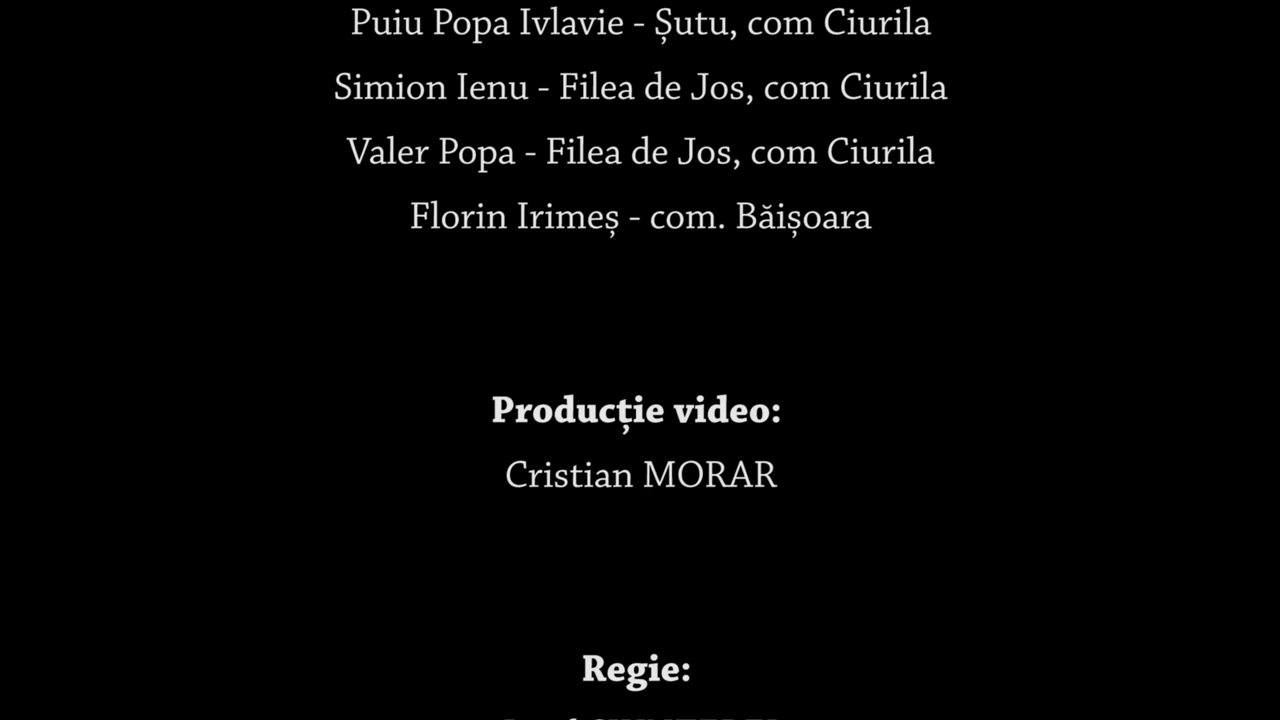 Puiu Popa Ivlavie - Șutu, com Ciurila
Simion Ienu - Filea de Jos, com Ciurila
Valer Popa - Filea de Jos, com Ciurila
Florin Irimeș - com. Băișoara
Producție video:
Cristian MORAR
Regie: